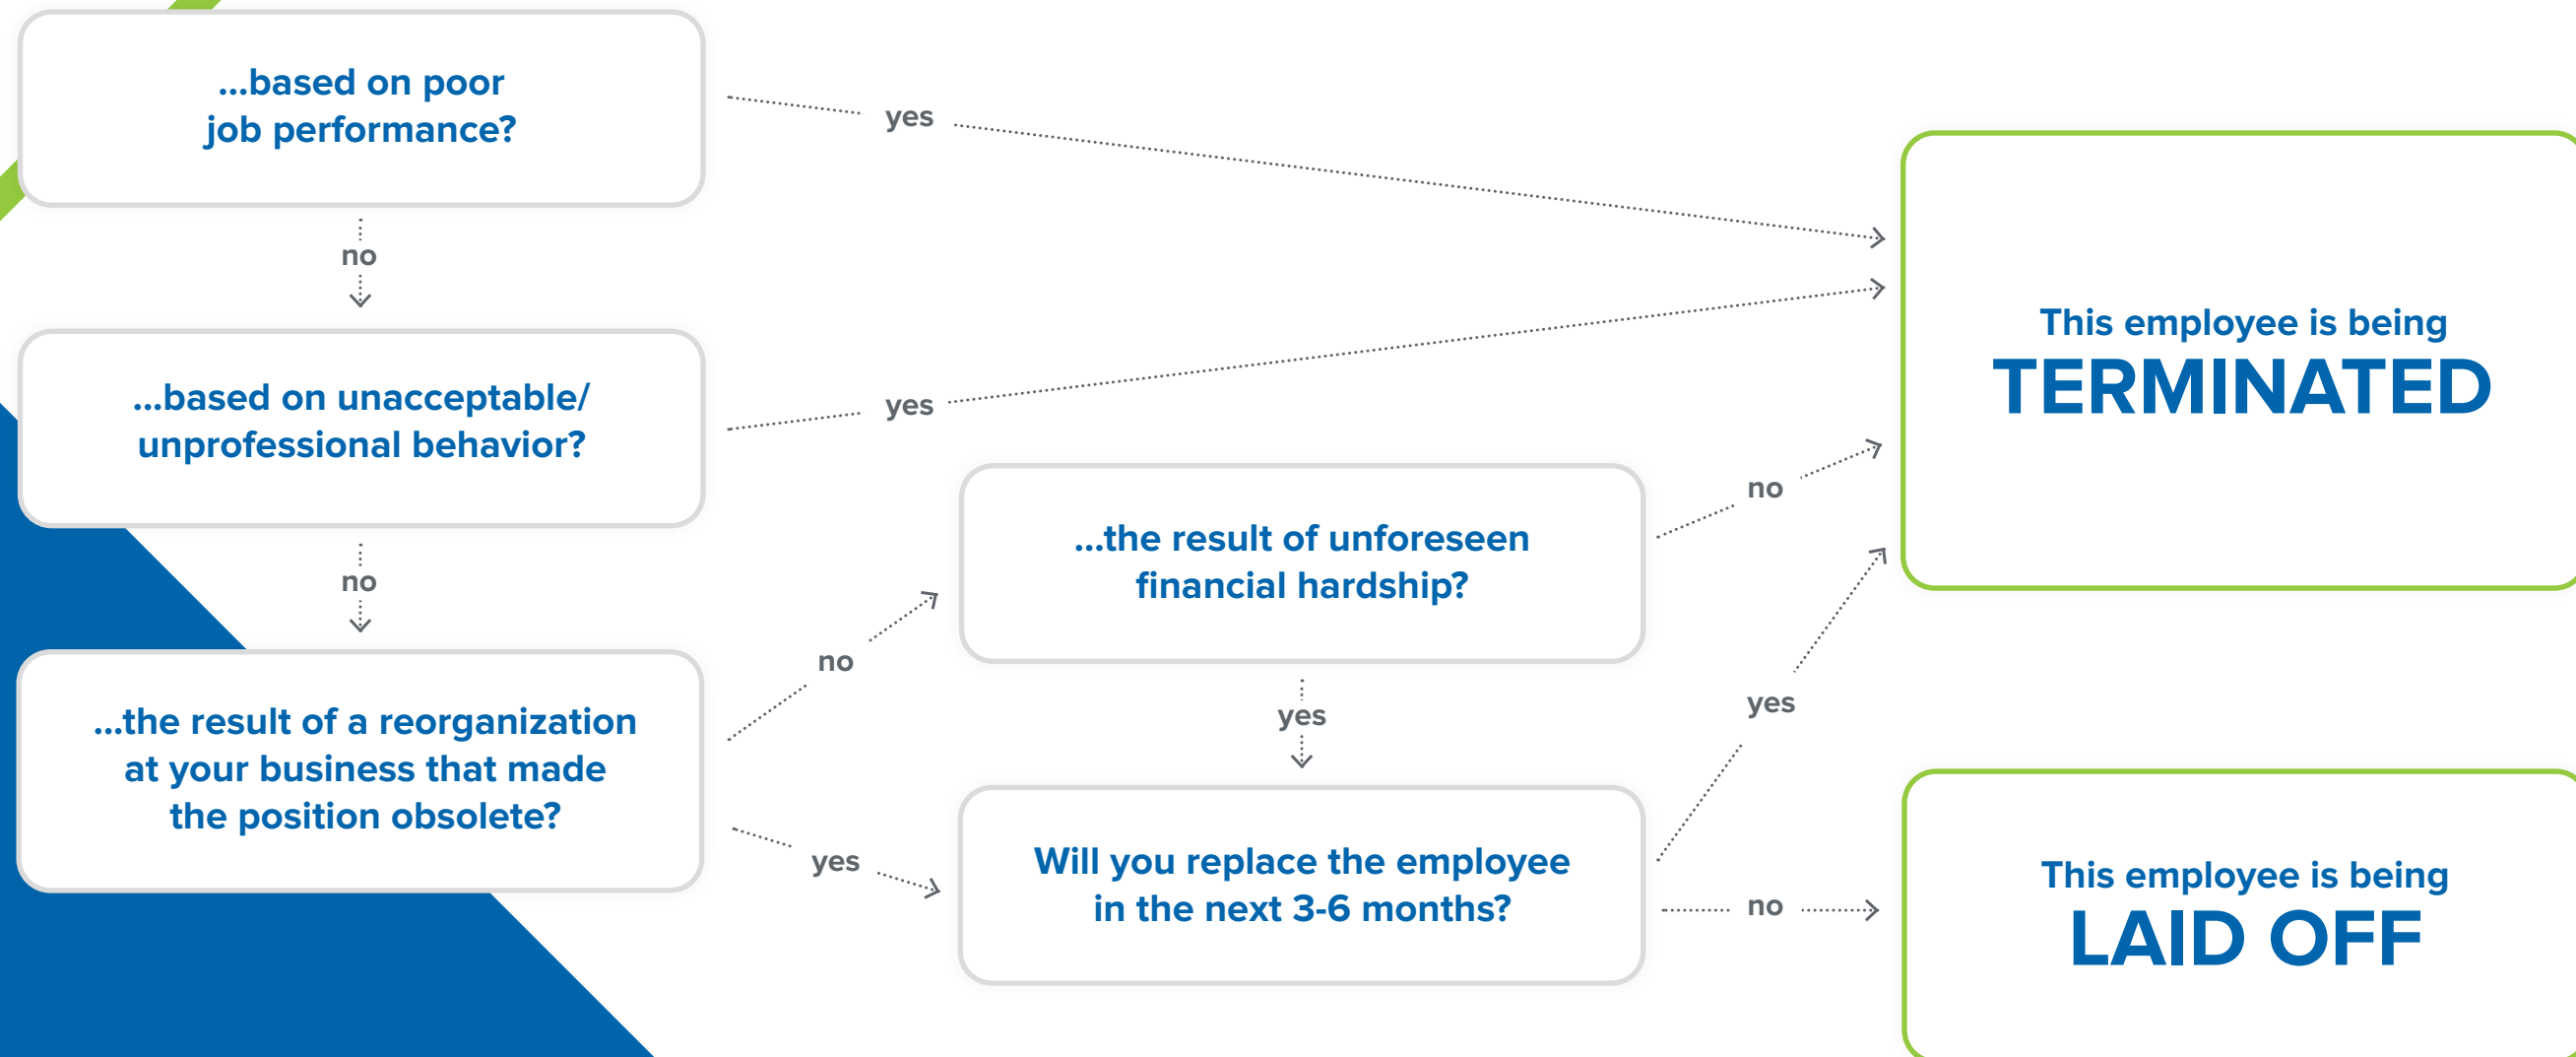 ...based on poor
job performance?
yes
no
...based on unacceptable/
unprofessional behavior?
yes
no
...the result of a reorganization
at your business that made
the position obsolete?
no
yes
...the result of unforeseen
financial hardship?
no
yes
Will you replace the employee
in the next 3-6 months?
yes
no
This employee is being
TERMINATED
This employee is being
LAID OFF